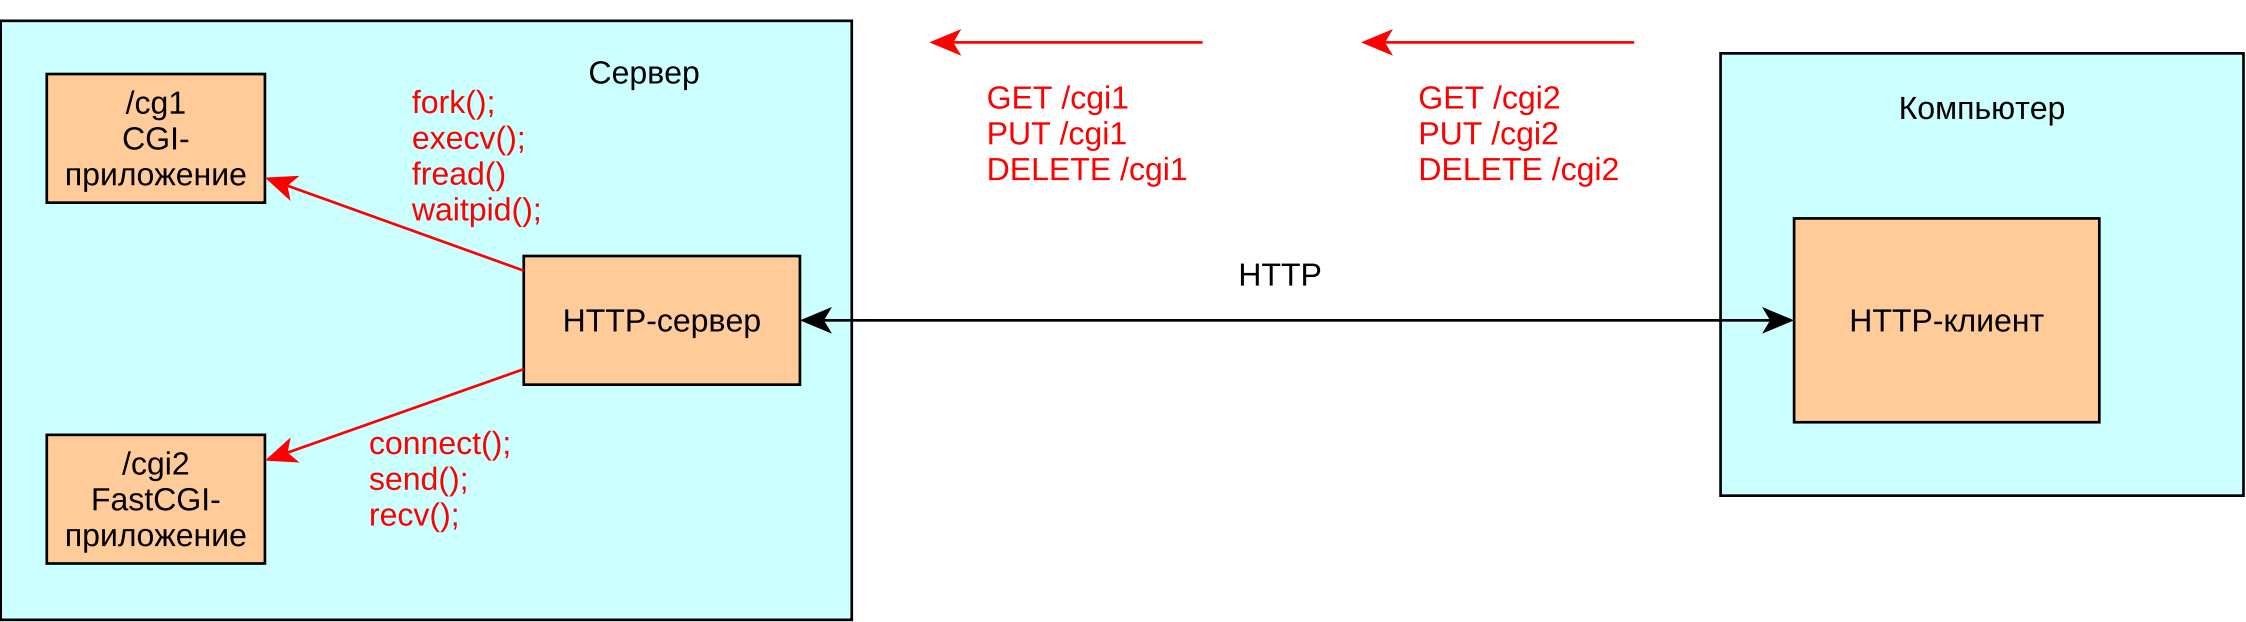 Сервер
/cg1
CGI-
приложение
fork();
execv();
fread()
waitpid();
HTTP-сервер
/cgi2
FastCGI-
приложение
connect();
send();
recv();
GET /cgi1
PUT /cgi1
DELETE /cgi1
GET /cgi2
PUT /cgi2
DELETE /cgi2
HTTP
Компьютер
HTTP-клиент